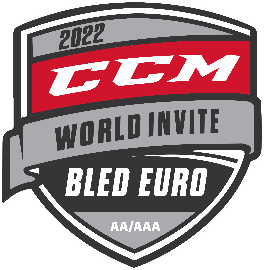 2022
CCM
WORLD INVITE
BLED EURO
AA/AAA